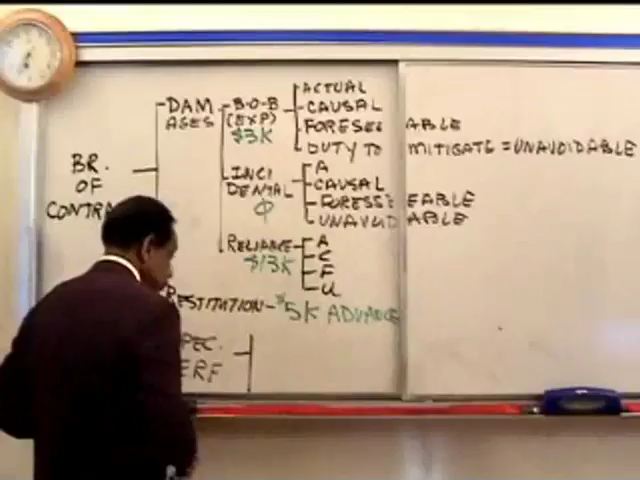 BR.
OF
CONTRA
DAM
AGES
B-O-B
(EXP)
$3K
ACTUAL
CAUSAL
FORESEEABLE
DUTY TO MITIGATE = UNAVOIDABLE
INCI
DENTAL
φ
A
CAUSAL
FORESEEABLE
UNAVOIDABLE
RELIANCE
$13K
A
C
F
U
RESTITUTION - $5K ADVANCE
PEC.
ERF